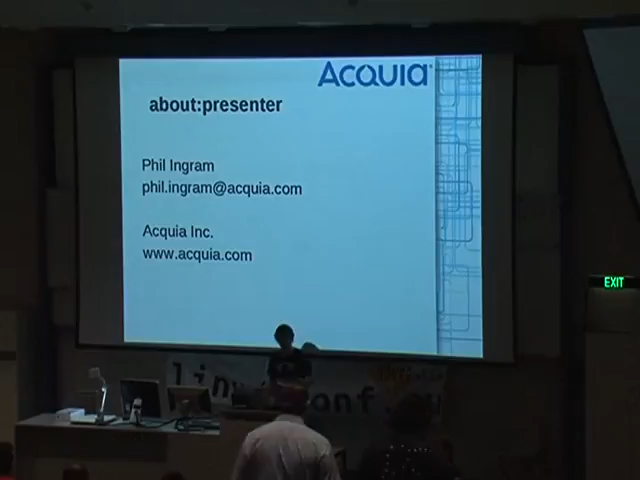 Acquia
about:presenter
Phil Ingram
phil.ingram@acquia.com
Acquia Inc.
www.acquia.com
EXIT